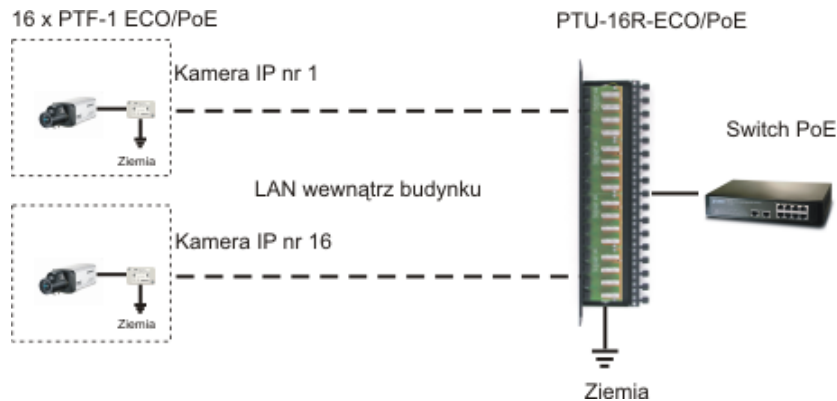 16 x PTF-1 ECO/PoE
PTU-16R-ECO/PoE
Kamera IP nr 1
Ziemia
Switch PoE
LAN wewnątrz budynku
Kamera IP nr 16
Ziemia
Ziemia